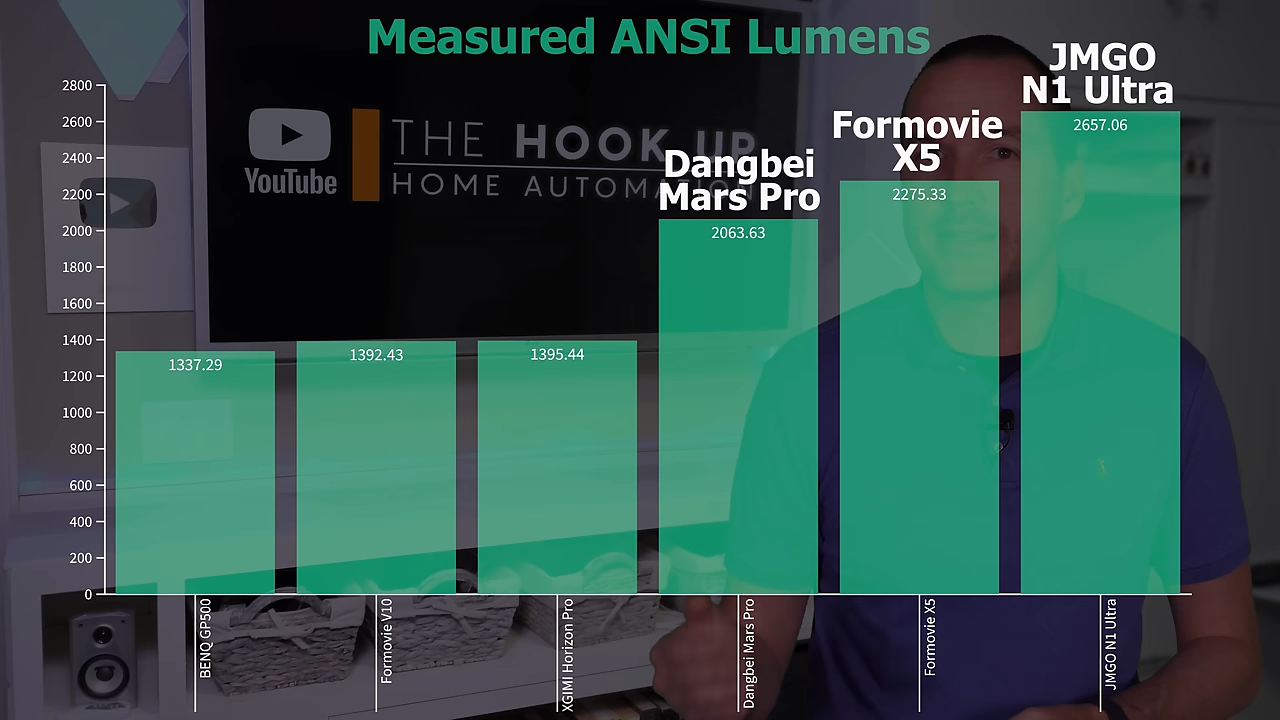 Measured ANSI Lumens
JMGO
N1 Ultra
Formovie
X5
Dangbei
Mars Pro
2800
2600
2400
2200
2000
1800
1600
1400
1200
1000
800
600
400
200
0
1337.29
1392.43
1395.44
2063.63
2275.33
2657.06
YouTube
THE HOOK UP
HOME AUTOMATION
BENQ GP500
Formovie V10
XGIMI Horizon Pro
Dangbei Mars Pro
Formovie X5
JMGO N1 Ultra